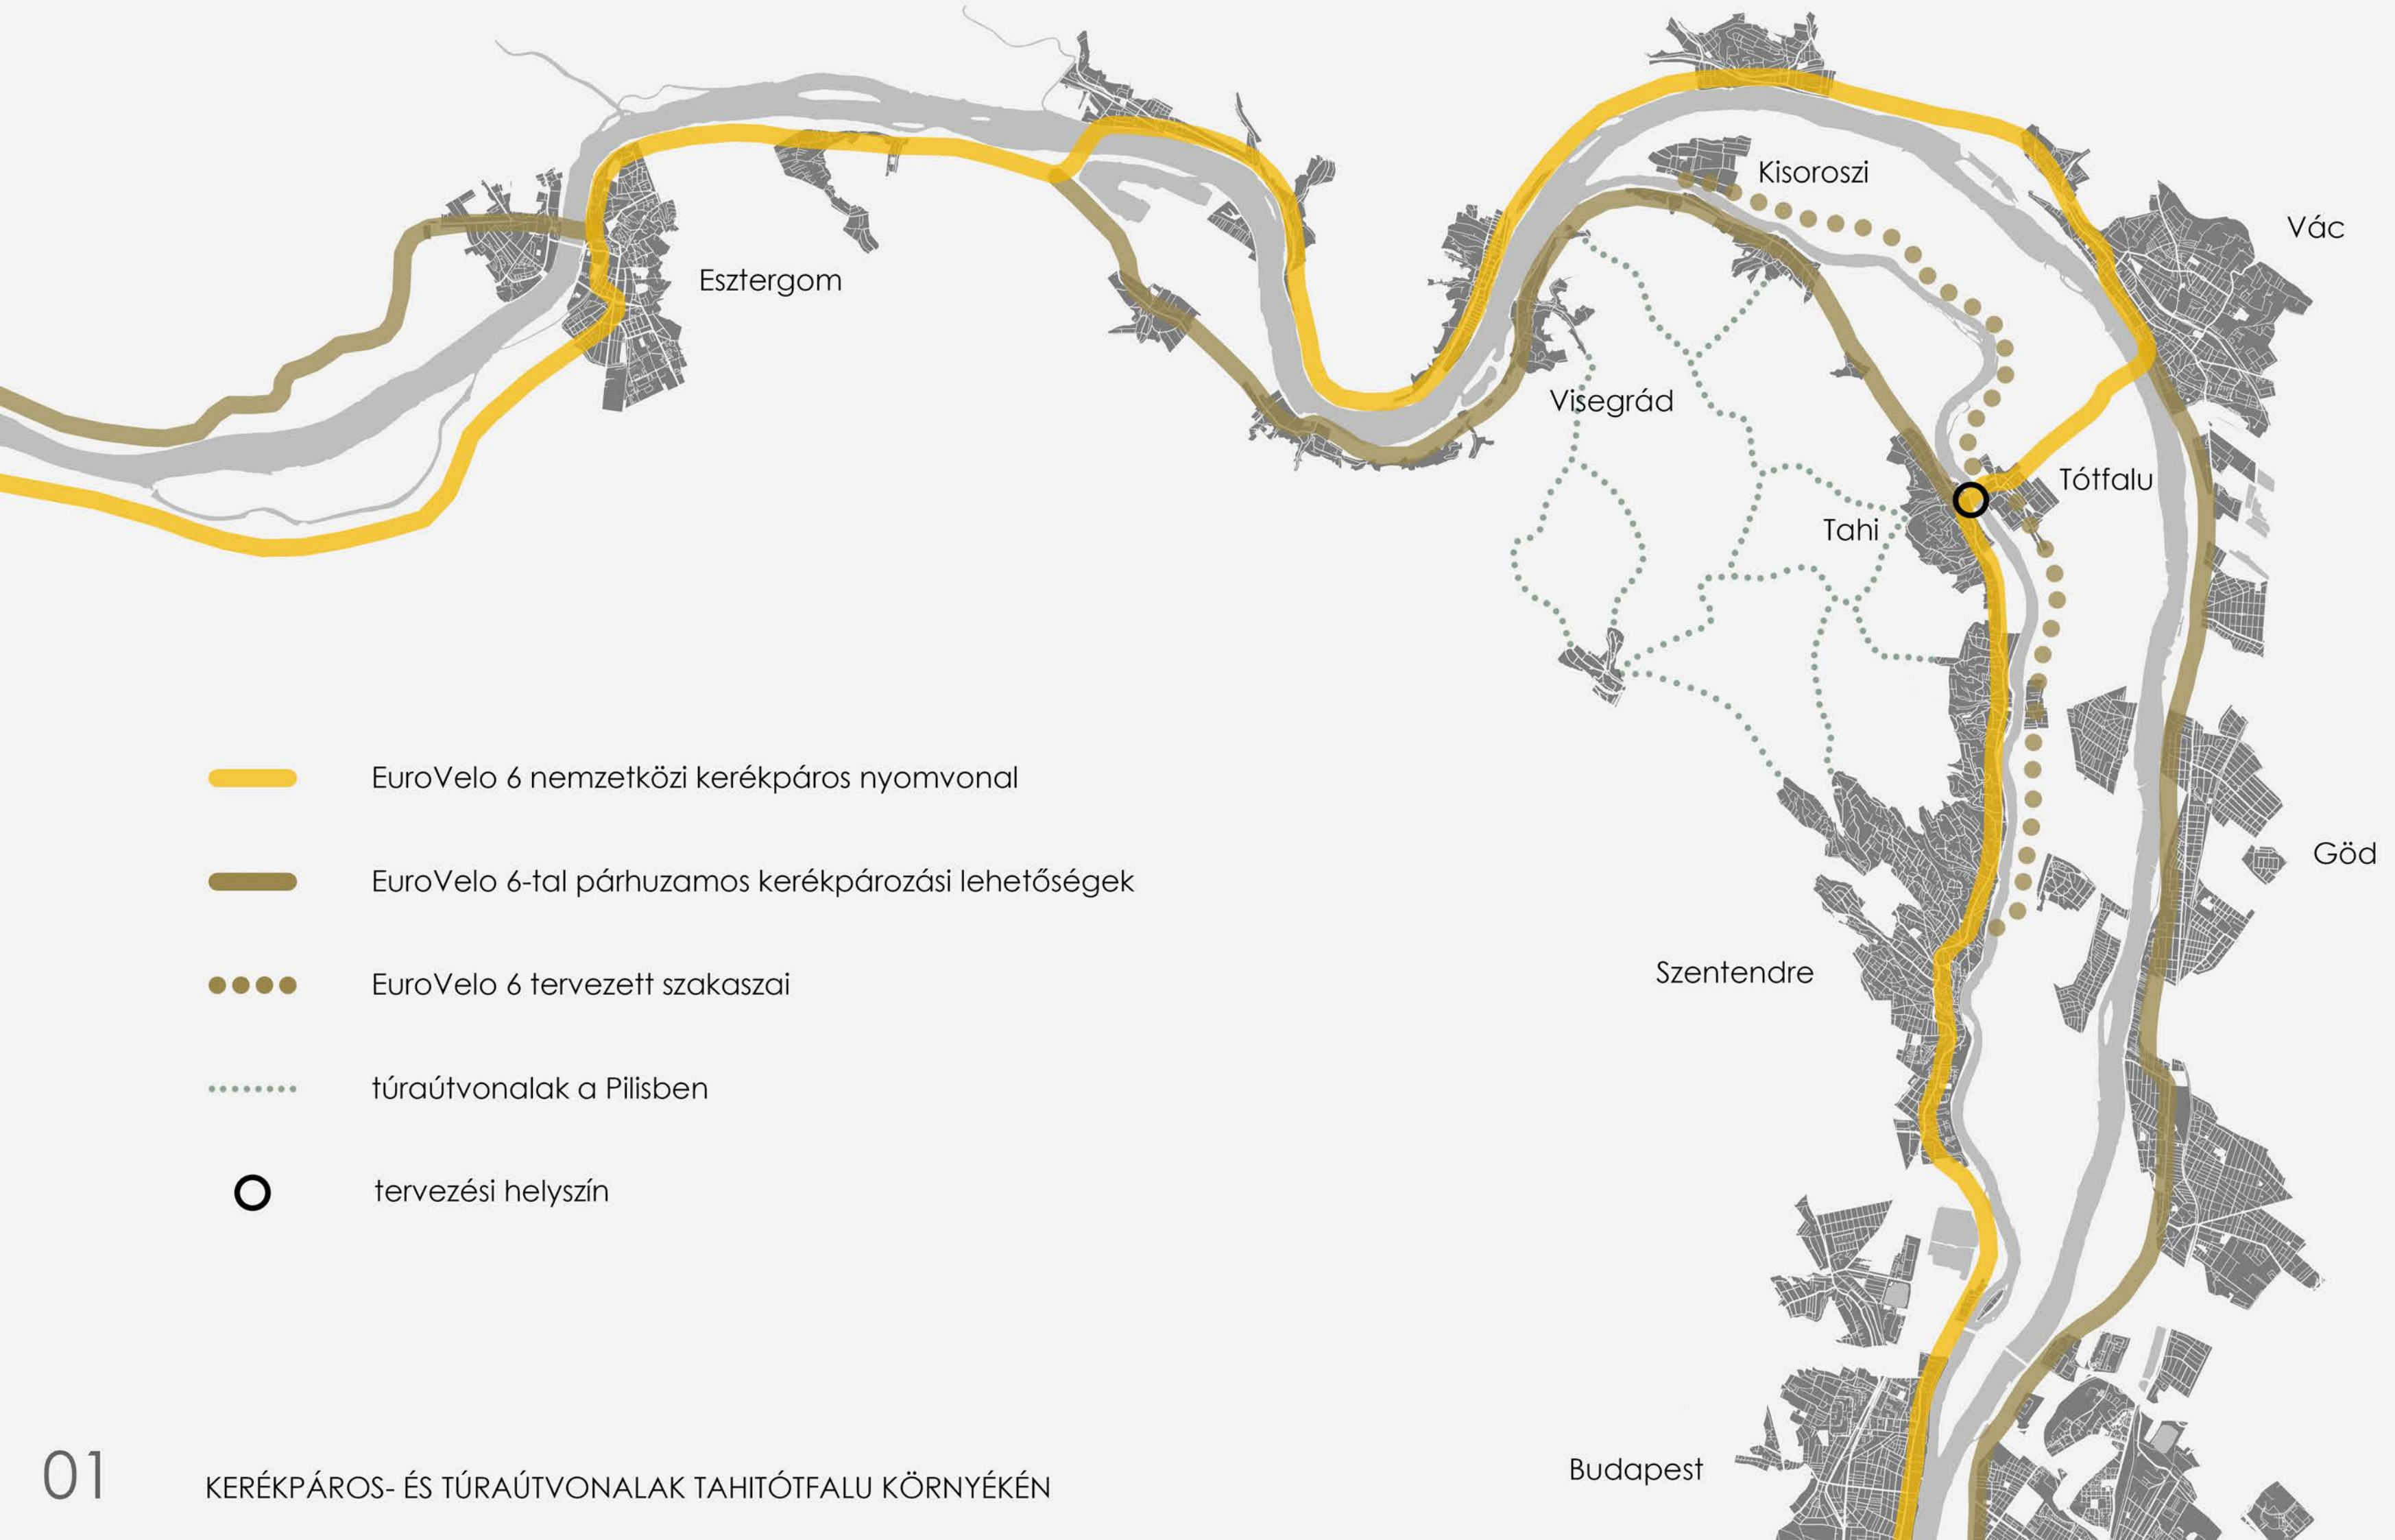 Kisoroszi
Vác
Esztergom
Visegrád
Tótfalu
Tahi
EuroVelo 6 nemzetközi kerékpáros nyomvonal
EuroVelo 6-tal párhuzamos kerékpározási lehetőségek
Göd
Szentendre
EuroVelo 6 tervezett szakaszai
túraútvonalak a Pilisben
tervezési helyszín
Budapest
01
KERÉKPÁROS- ÉS TÚRAÚTVONALAK TAHITÓTFALU KÖRNYÉKÉN